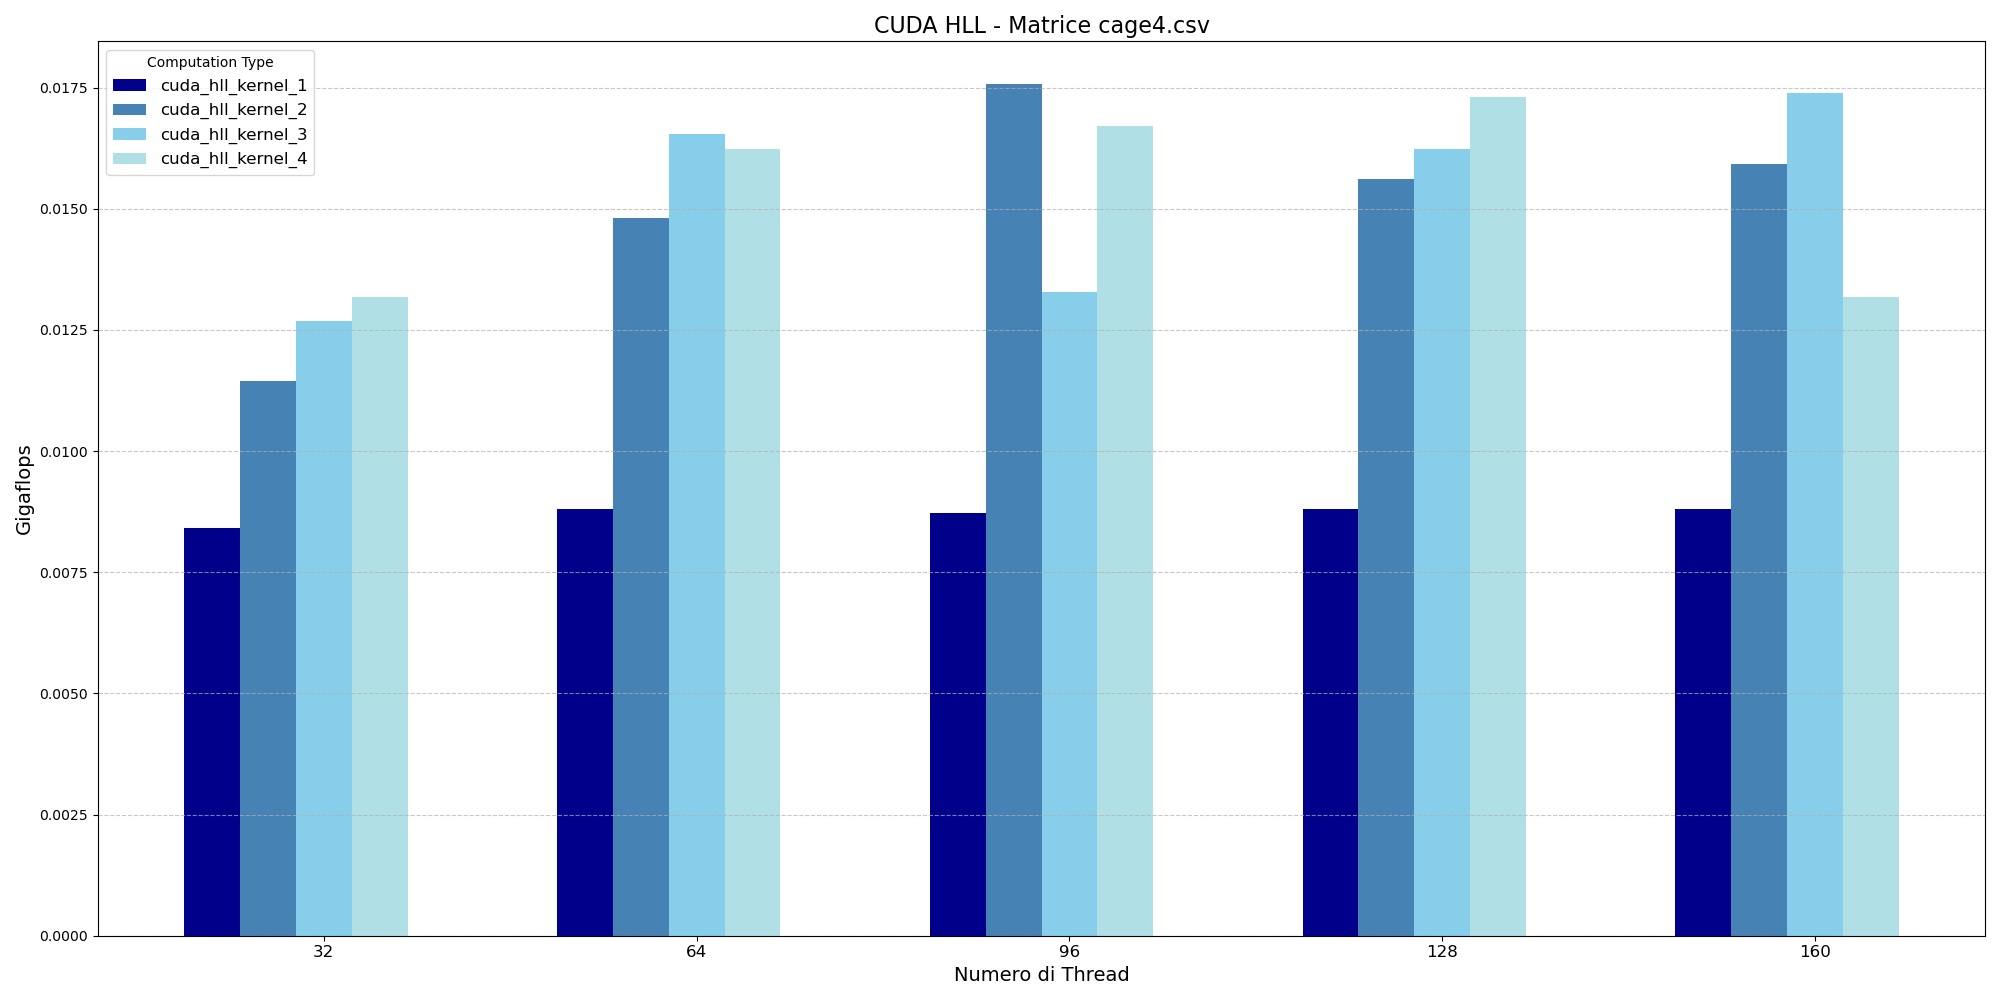 CUDA HLL - Matrice cage4.csv
Computation Type
cuda_hll_kernel_1
cuda_hll_kernel_2
cuda_hll_kernel_3
cuda_hll_kernel_4
Gigaflops
0.0175
0.0150
0.0125
0.0100
0.0075
0.0050
0.0025
0.0000
32 64 96 128 160
Numero di Thread